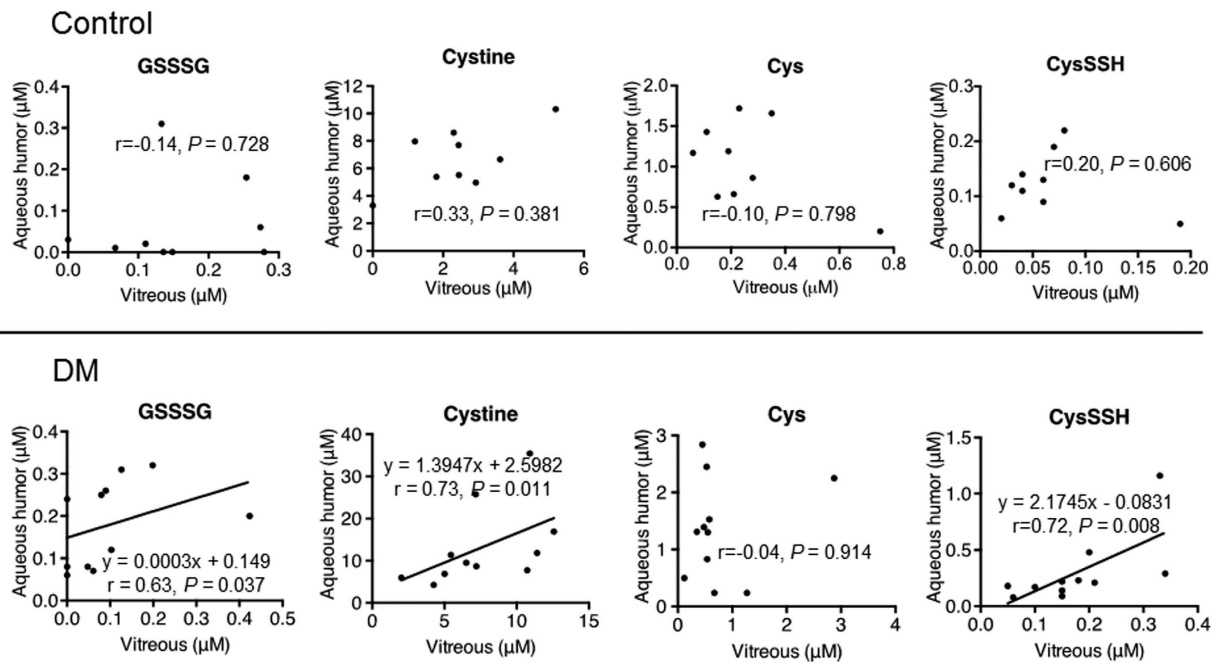 Control
GSSSG
Aqueous humor (μM)
0.4
0.3
0.2
0.1
0.0
r=-0.14, P = 0.728
0.0 0.1 0.2 0.3
Vitreous (μM)
Cystine
Aqueous humor (μM)
12
10
8
6
4
2
0
r=0.33, P = 0.381
0 2 4 6
Vitreous (μM)
Cys
Aqueous humor (μM)
2.0
1.5
1.0
0.5
0.0
r=-0.10, P = 0.798
0.0 0.2 0.4 0.6 0.8
Vitreous (μM)
CysSSH
Aqueous humor (μM)
0.3
0.2
0.1
0.0
r=0.20, P = 0.606
0.00 0.05 0.10 0.15 0.20
Vitreous (μM)
DM
GSSSG
Aqueous humor (μM)
0.4
0.3
0.2
0.1
0.0
y = 0.0003x + 0.149
r = 0.63, P = 0.037
0.0 0.1 0.2 0.3 0.4 0.5
Vitreous (μM)
Cystine
Aqueous humor (μM)
40
30
20
10
0
y = 1.3947x + 2.5982
r = 0.73, P = 0.011
0 5 10 15
Vitreous (μM)
Cys
Aqueous humor (μM)
3
2
1
0
r=-0.04, P = 0.914
0 1 2 3 4
Vitreous (μM)
CysSSH
Aqueous humor (μM)
1.5
1.0
0.5
0.0
y = 2.1745x - 0.0831
r=0.72, P = 0.008
0.0 0.1 0.2 0.3 0.4
Vitreous (μM)